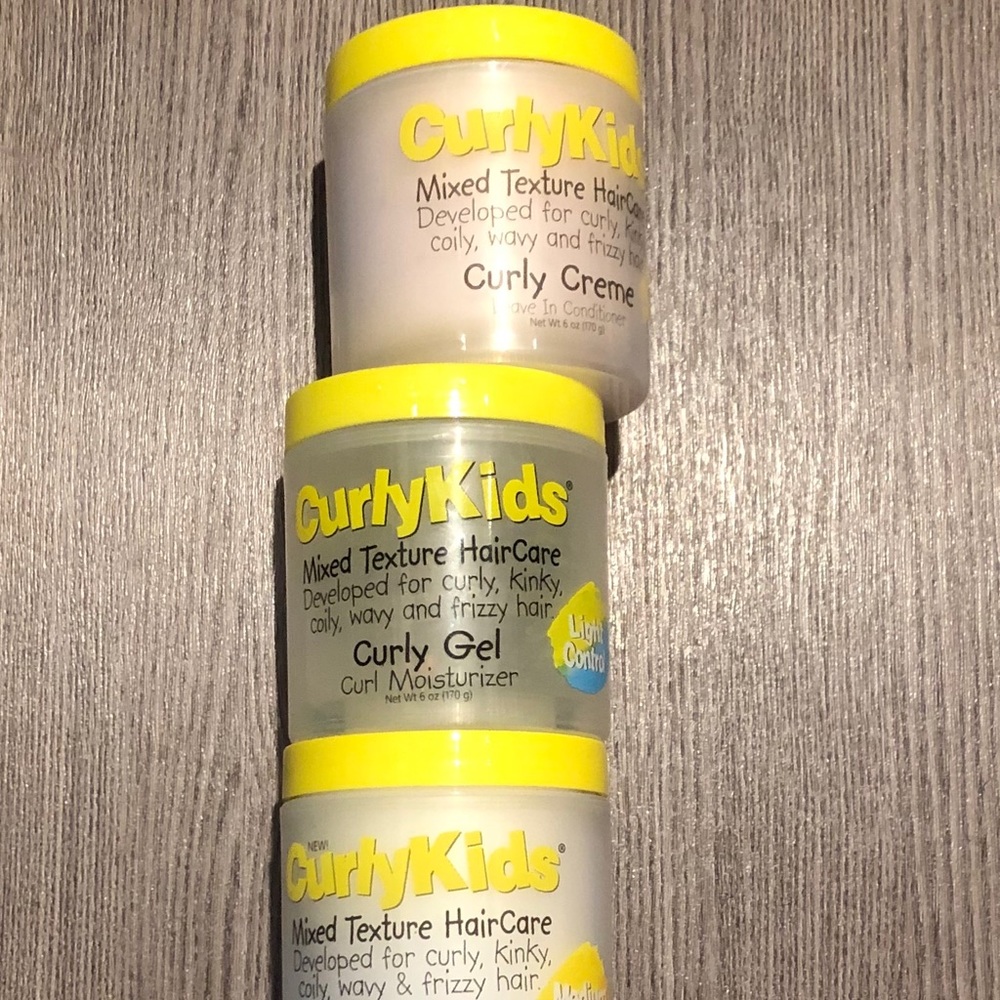 CurlyKids
Mixed Texture HairCare
Developed for curly, kinky,
coily, wavy and frizzy hair
Curly Creme
Leave In Conditioner
Net Wt 6 oz (170 g)
CurlyKids®
Mixed Texture HairCare
Developed for curly, kinky,
coily, wavy and frizzy hair.
Curly Gel
Curl Moisturizer
Net Wt 6 oz (170 g)
Light
Control
NEW!
CurlyKids®
Mixed Texture HairCare
Developed for curly, kinky,
coily, wavy & frizzy hair.